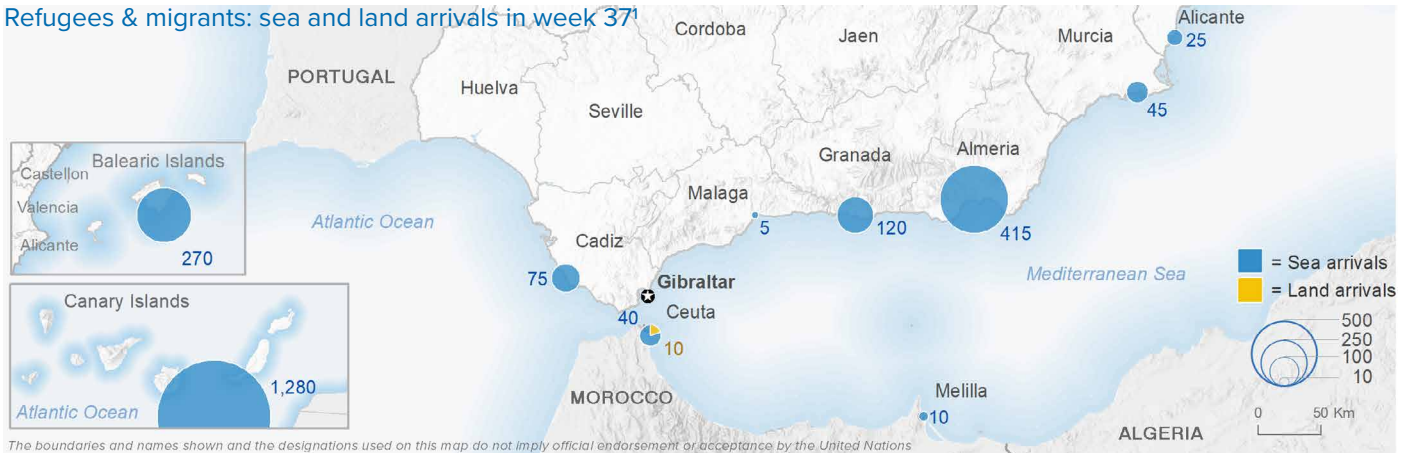 Refugees & migrants: sea and land arrivals in week 37¹
Alicante
25
Cordoba
Jaen
Murcia
PORTUGAL
Huelva
Seville
45
Balearic Islands
Castellon
Valencia
Alicante
270
Granada
Almeria
Malaga
Atlantic Ocean
5
120
415
Cadiz
75
Gibraltar
Mediterranean Sea
= Sea arrivals
= Land arrivals
Canary Islands
40
Ceuta
10
500
250
100
10
1,280
Atlantic Ocean
MOROCCO
Melilla
10
0 50 Km
ALGERIA
The boundaries and names shown and the designations used on this map do not imply official endorsement or acceptance by the United Nations